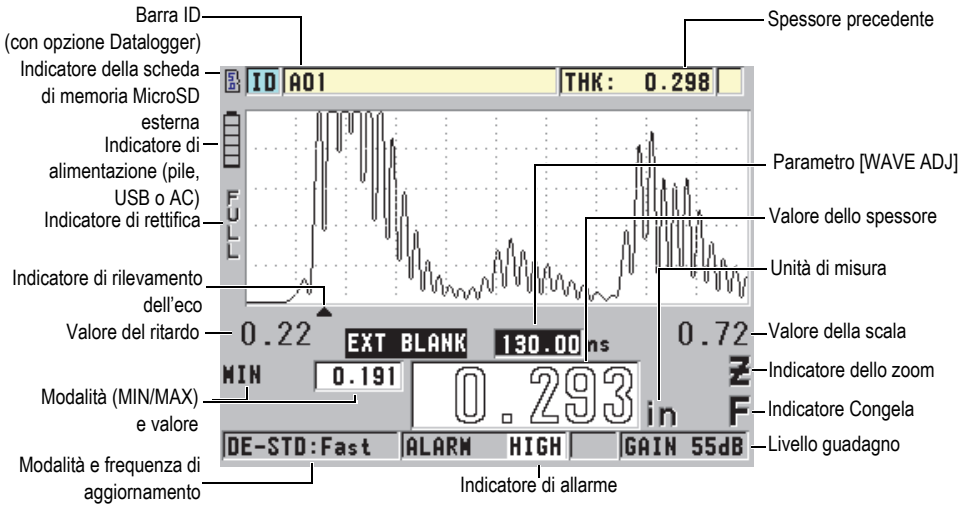 Barra ID
(con opzione Datalogger)
Indicatore della scheda
di memoria MicroSD
esterna
Indicatore di
alimentazione (pile,
USB o AC)
Indicatore di rettifica
Indicatore di rilevamento
dell'eco
Valore del ritardo
Modalità (MIN/MAX)
e valore
Modalità e frequenza di
aggiornamento
ID A01 THK: 0.298
FULL
0.22 EXT BLANK 130.00 ns 0.72
MIN 0.191 0.293 in Z
F
DE-STD:Fast ALARM HIGH GAIN 55dB
Spessore precedente
Parametro [WAVE ADJ]
Valore dello spessore
Unità di misura
Valore della scala
Indicatore dello zoom
Indicatore Congela
Livello guadagno
Indicatore di allarme